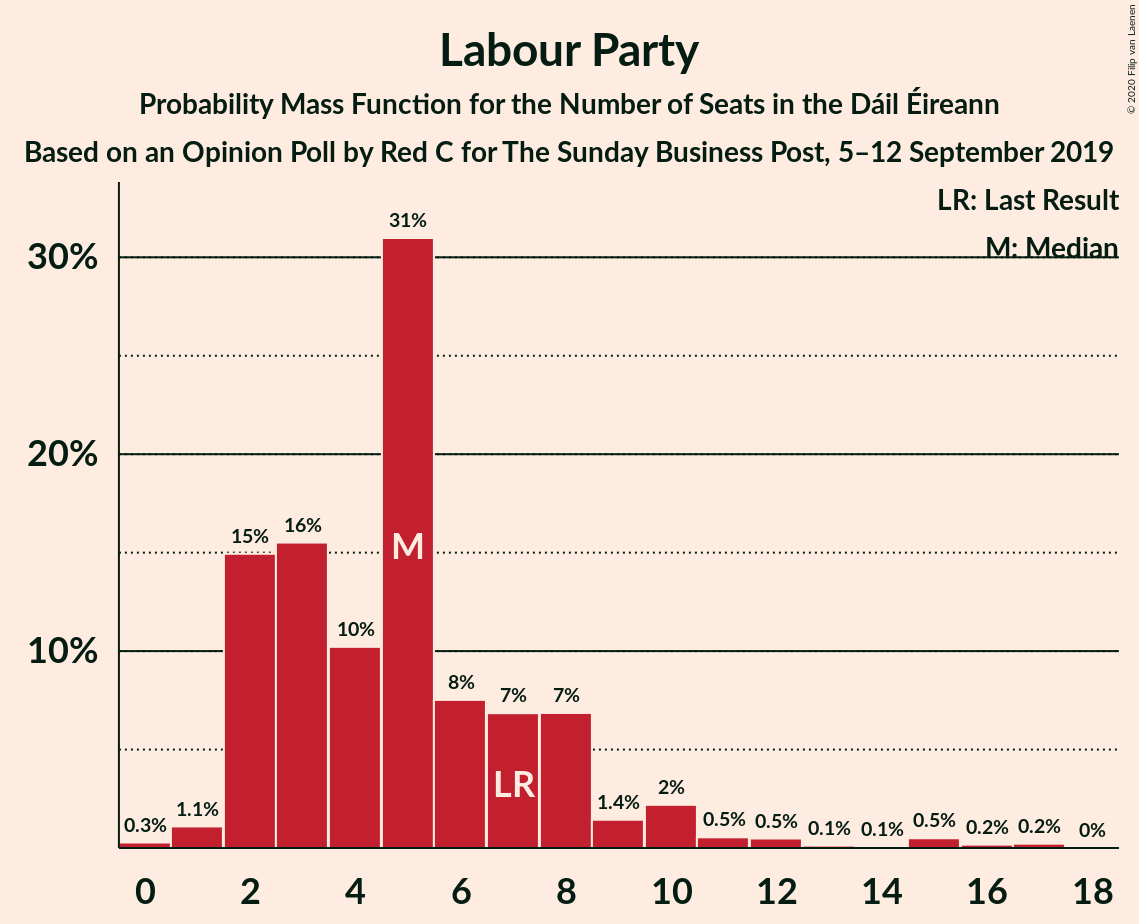 Labour Party
Probability Mass Function for the Number of Seats in the Dáil Éireann
Based on an Opinion Poll by Red C for The Sunday Business Post, 5–12 September 2019
© 2020 Filip van Laenen
LR: Last Result
M: Median
30%
20%
10%
0.3%
1.1%
15%
16%
10%
31%
8%
7%
7%
1.4%
2%
0.5%
0.5%
0.1%
0.1%
0.5%
0.2%
0.2%
0%
M
LR
0 2 4 6 8 10 12 14 16 18